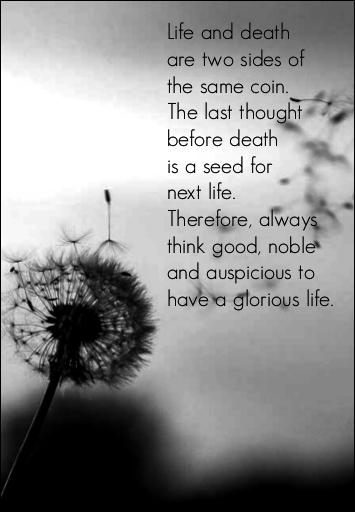 Life and death
are two sides of
the same coin.
The last thought
before death
is a seed for
next life.
Therefore, always
think good, noble
and auspicious to
have a glorious life.